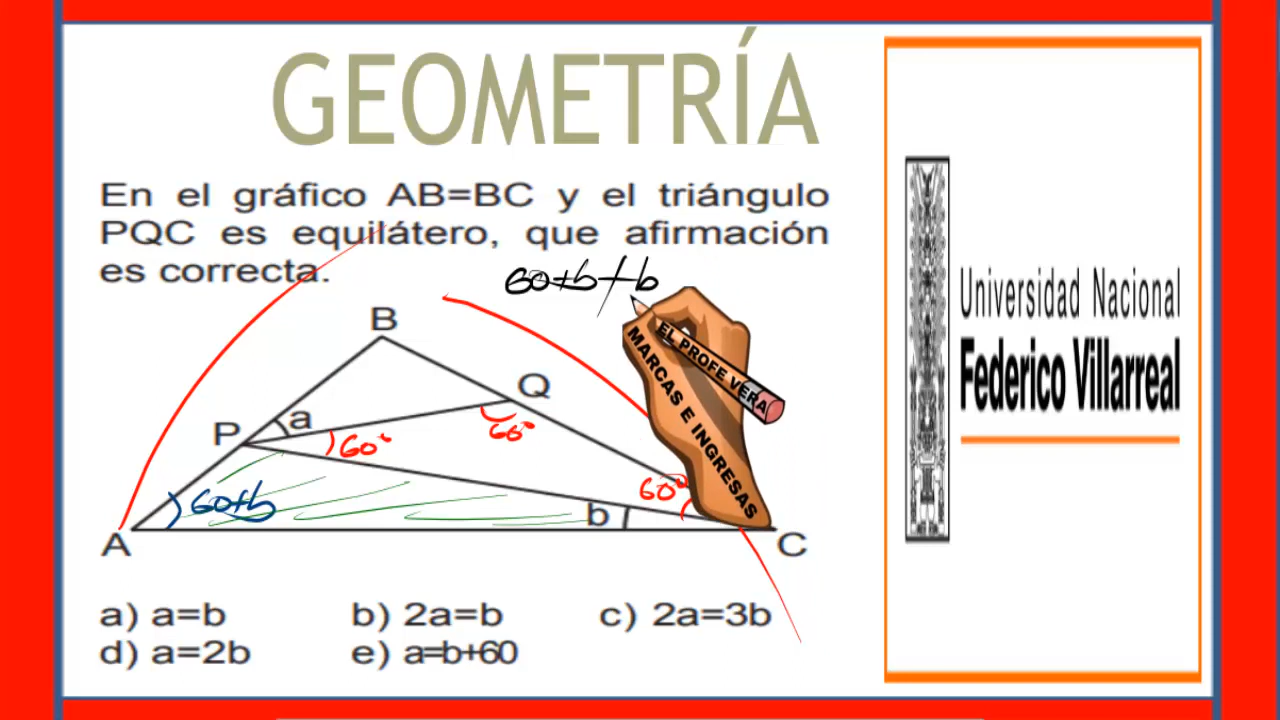 GEOMETRÍA
En el gráfico AB=BC y el triángulo
PQC es equilátero, que afirmación
es correcta.
60+b+b
B
Q
P
a
60°
60°
60°
60+b
b
A
C
a) a=b
b) 2a=b
c) 2a=3b
d) a=2b
e) a=b+60
EL PROFE VERA
MARCAS E INGRESAS
Universidad Nacional
Federico Villarreal